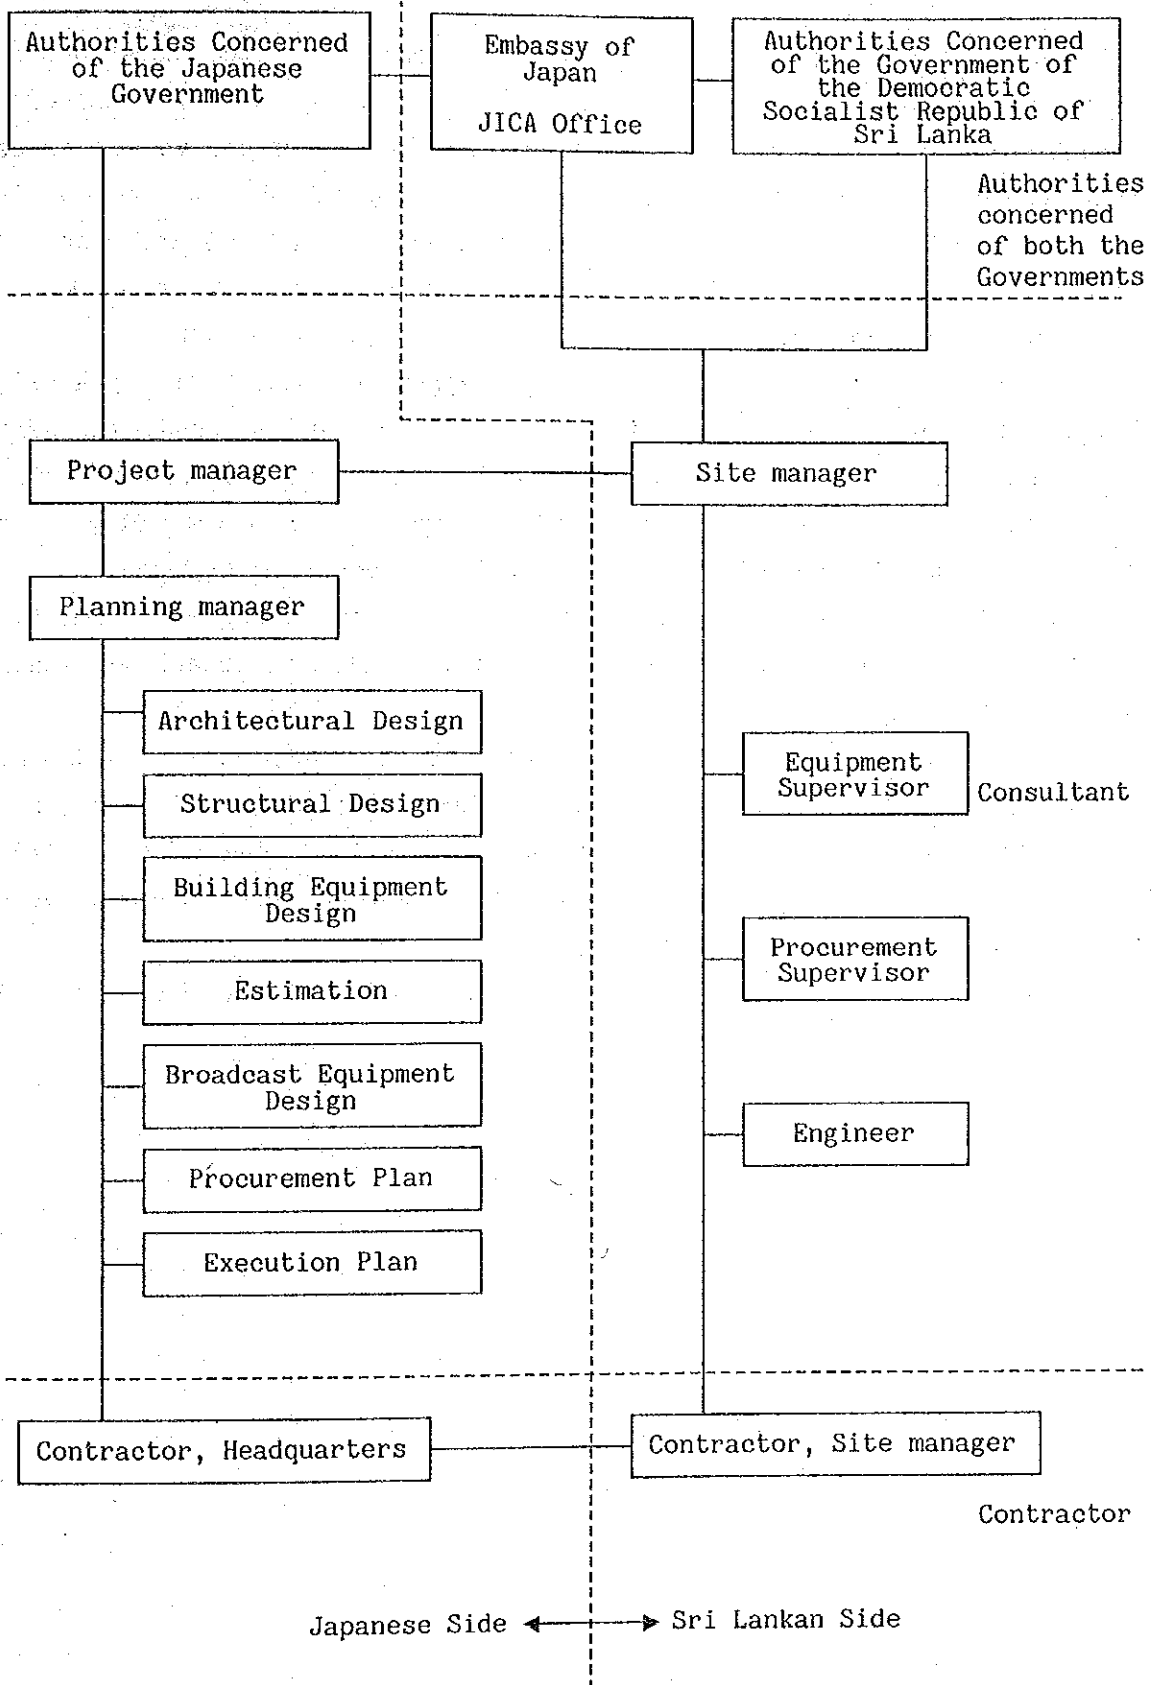 Authorities Concerned
of the Japanese
Government
Embassy of
Japan
JICA Office
Authorities Concerned
of the Government of
the Democratic
Socialist Republic of
Sri Lanka
Authorities
concerned
of both the
Governments
Project manager
Site manager
Planning manager
Architectural Design
Structural Design
Building Equipment
Design
Estimation
Broadcast Equipment
Design
Procurement Plan
Execution Plan
Equipment
Supervisor
Consultant
Procurement
Supervisor
Engineer
Contractor, Headquarters
Contractor, Site manager
Contractor
Japanese Side
Sri Lankan Side